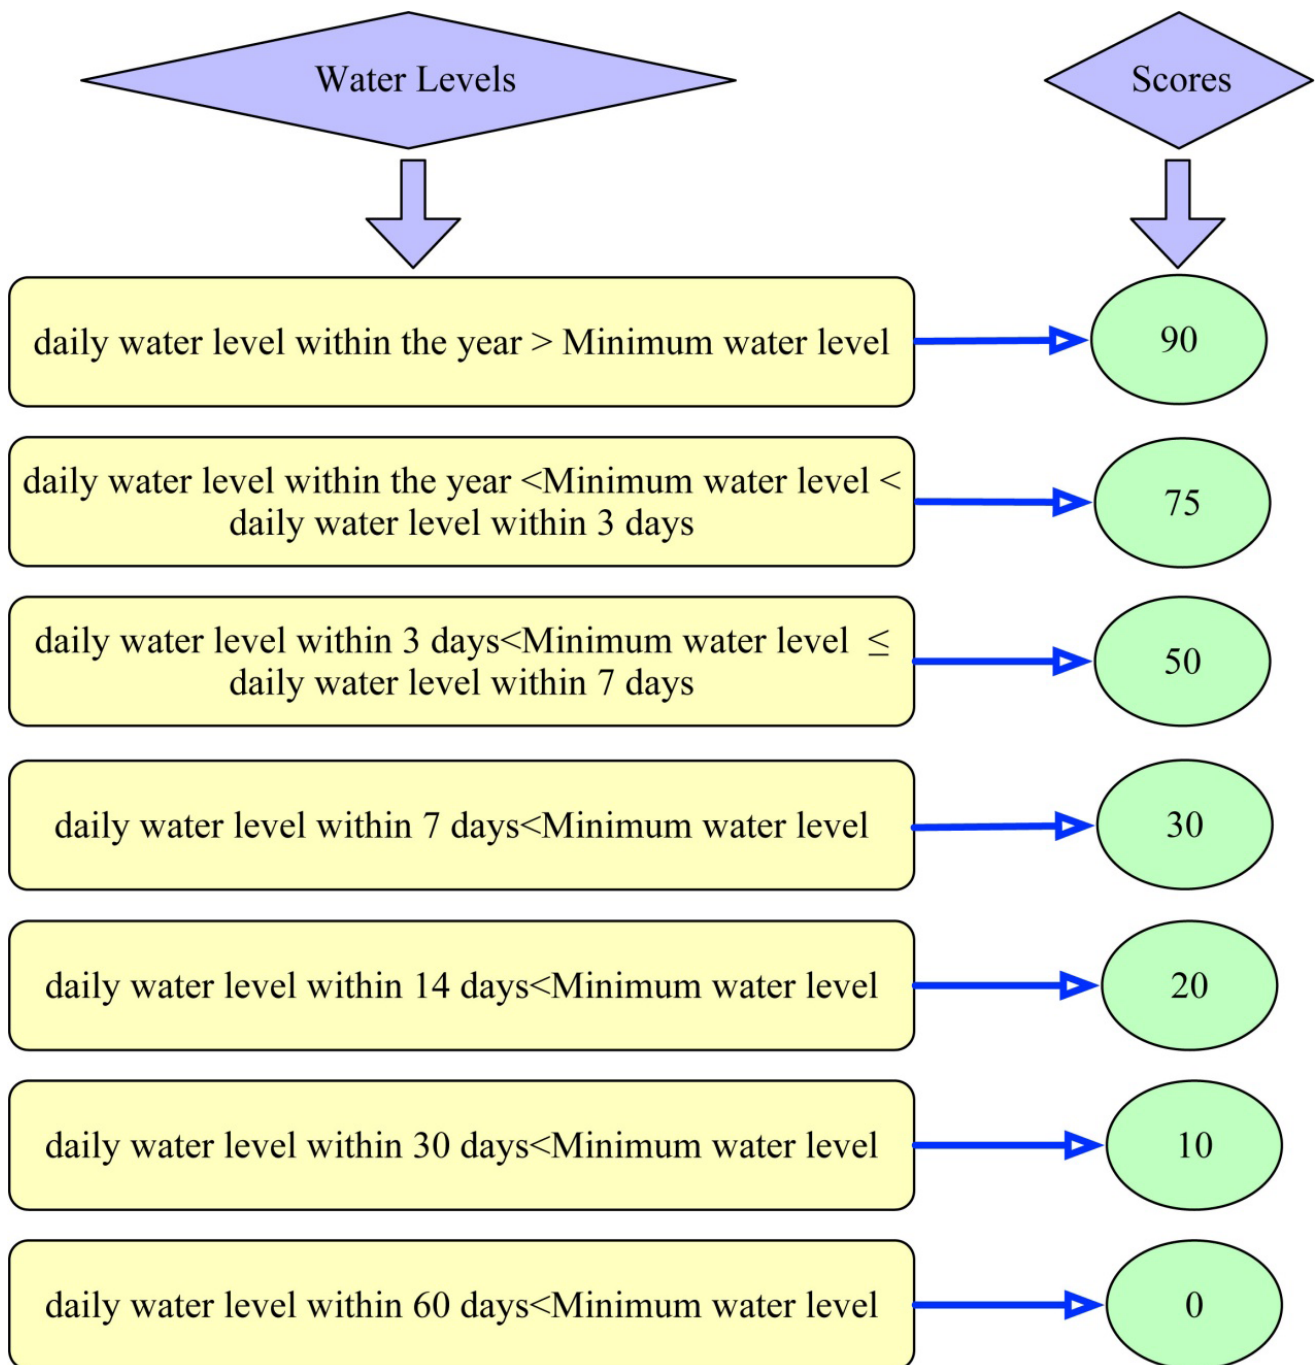 Water Levels
Scores
daily water level within the year > Minimum water level
90
daily water level within the year <Minimum water level <
daily water level within 3 days
75
daily water level within 3 days<Minimum water level ≤
daily water level within 7 days
50
daily water level within 7 days<Minimum water level
30
daily water level within 14 days<Minimum water level
20
daily water level within 30 days<Minimum water level
10
daily water level within 60 days<Minimum water level
0